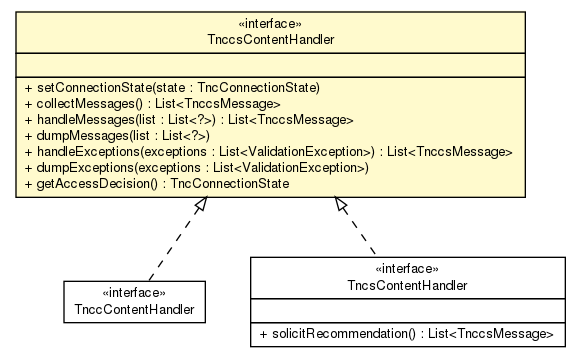 «interface»
TnccsContentHandler
+ setConnectionState(state : TncConnectionState)
+ collectMessages() : List<TnccsMessage>
+ handleMessages(list : List<?>) : List<TnccsMessage>
+ dumpMessages(list : List<?>)
+ handleExceptions(exceptions : List<ValidationException>) : List<TnccsMessage>
+ dumpExceptions(exceptions : List<ValidationException>)
+ getAccessDecision() : TncConnectionState
«interface»
TnccContentHandler
«interface»
TncsContentHandler
+ solicitRecommendation() : List<TnccsMessage>